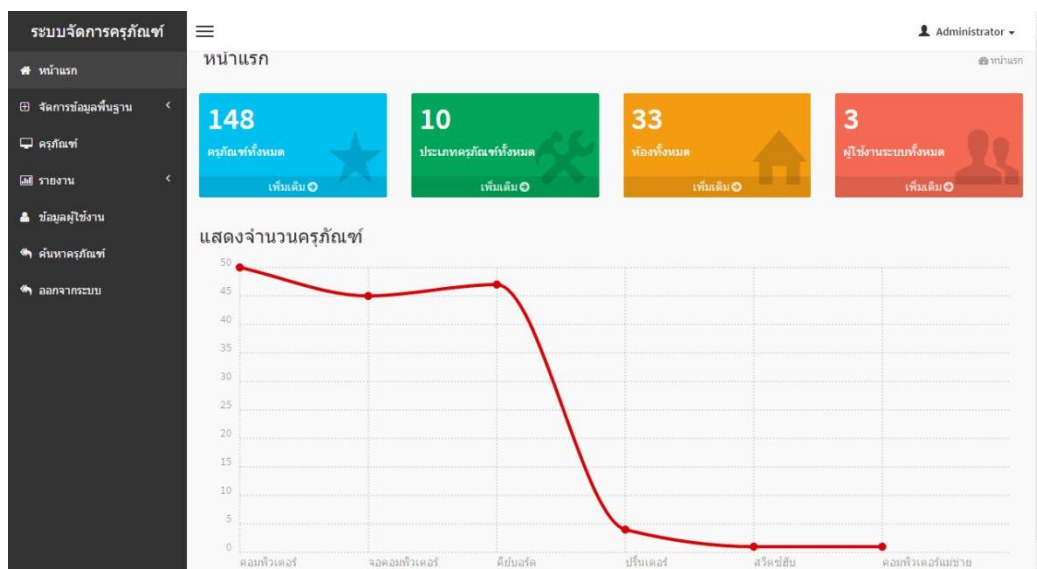 ระบบจัดการครุภัณฑ์
Administrator
หน้าแรก
จัดการข้อมูลพื้นฐาน
ครุภัณฑ์
รายงาน
ข้อมูลผู้ใช้งาน
ค้นหาครุภัณฑ์
ออกจากระบบ
หน้าแรก
หน้าแรก
148
ครุภัณฑ์ทั้งหมด
เพิ่มเติม
10
ประเภทครุภัณฑ์ทั้งหมด
เพิ่มเติม
33
ห้องทั้งหมด
เพิ่มเติม
3
ผู้ใช้งานระบบทั้งหมด
เพิ่มเติม
แสดงจำนวนครุภัณฑ์
50
45
40
35
30
25
20
15
10
5
0
คอมพิวเตอร์ จอคอมพิวเตอร์ คีย์บอร์ด ปริ้นเตอร์ สวิตซ์ฮับ คอมพิวเตอร์แม่ข่าย